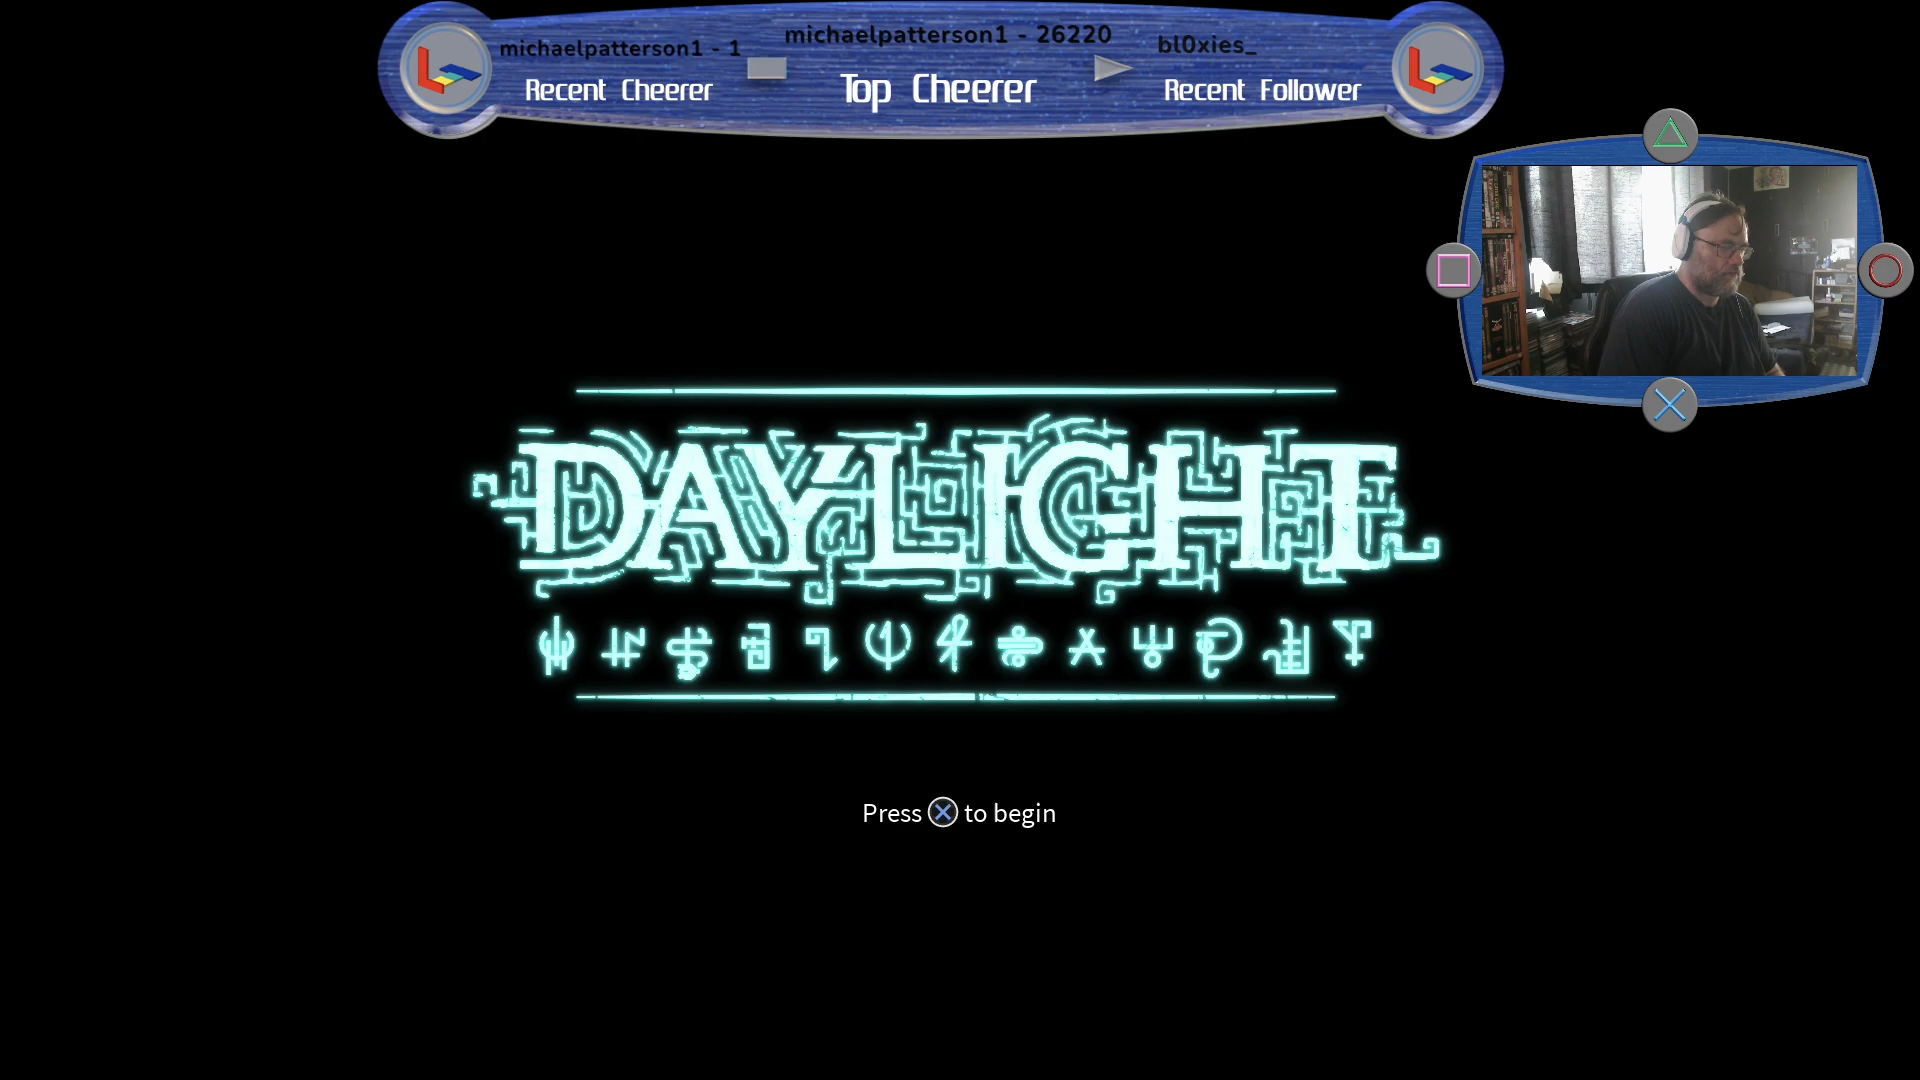 michaelpatterson1 - 1
Recent Cheerer
michaelpatterson1 - 26220
Top Cheerer
bl0xies_
Recent Follower
DAYLIGHT
Press ⓧ to begin